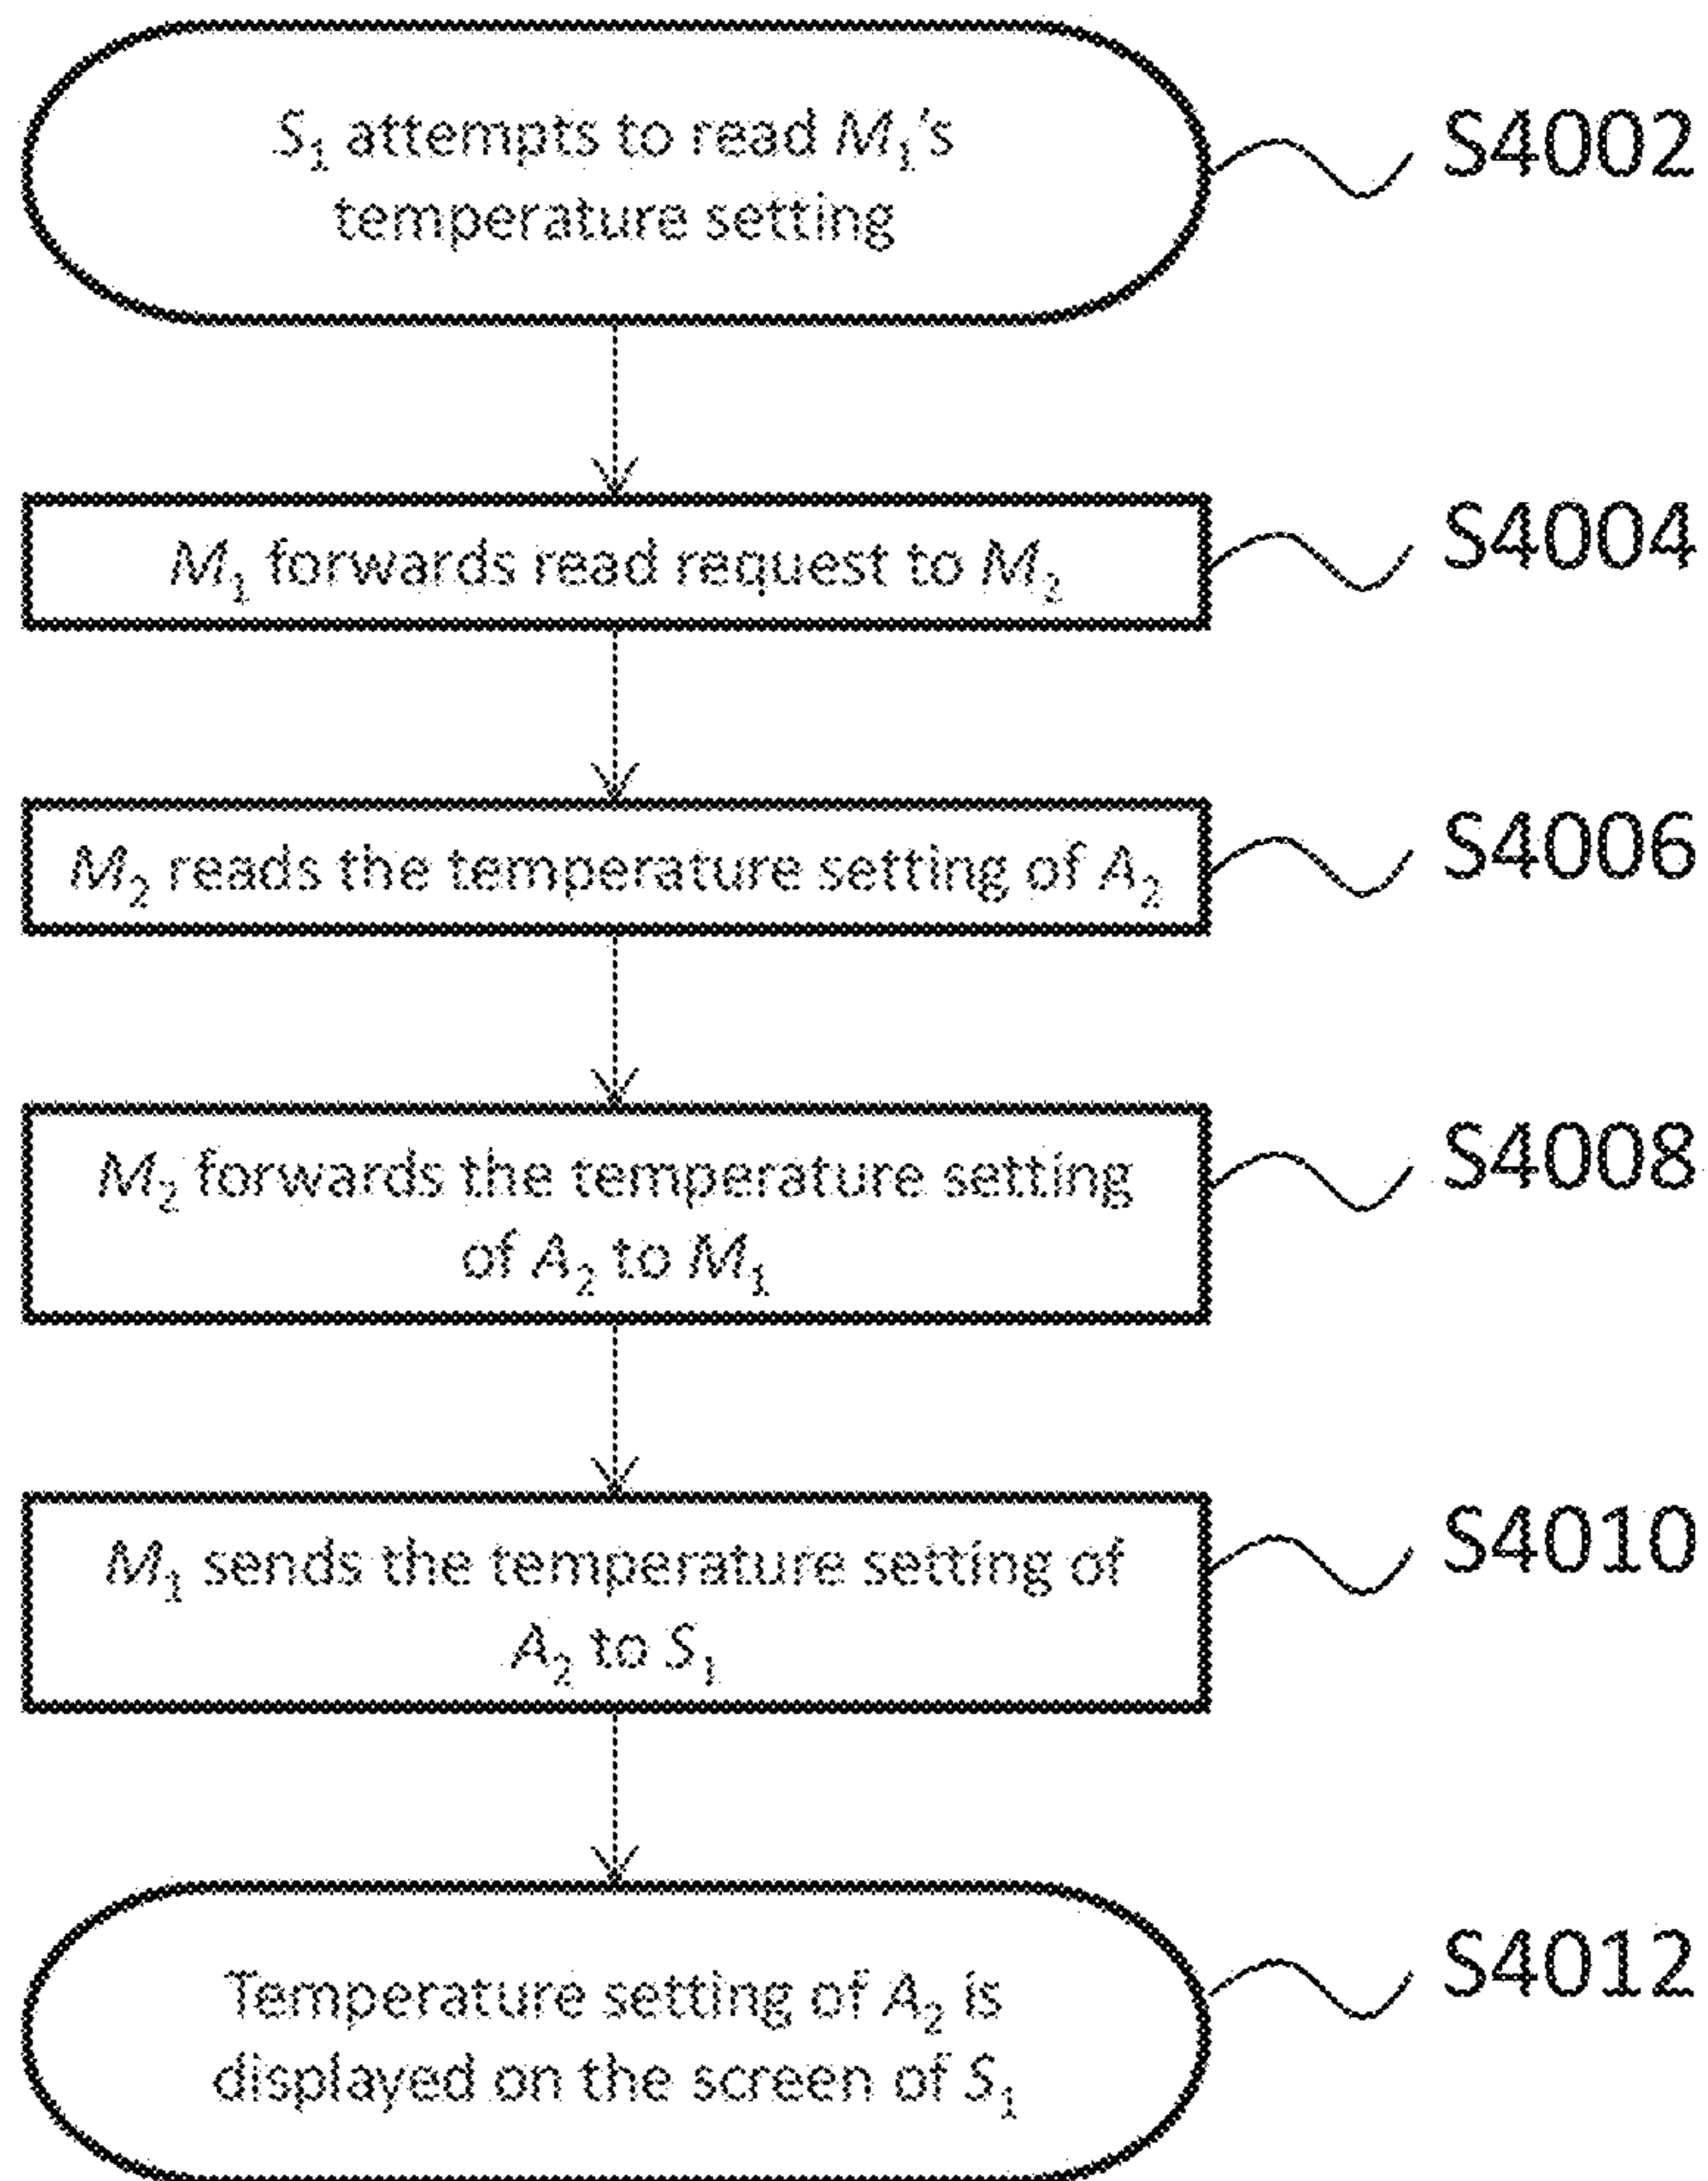 S₁ attempts to read M₁'s
temperature setting
S4002
M₁ forwards read request to M₂
S4004
M₂ reads the temperature setting of A₂
S4006
M₂ forwards the temperature setting
of A₂ to M₁
S4008
M₁ sends the temperature setting of
A₂ to S₁
S4010
Temperature setting of A₂ is
displayed on the screen of S₁
S4012